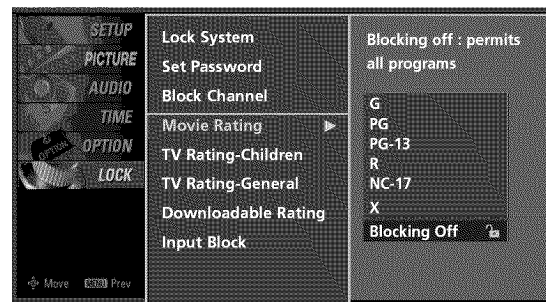 SETUP
PICTURE
AUDIO
TIME
OPTION
LOCK
Move MENU Prev
Lock System
Set Password
Block Channel
Movie Rating
TV Rating-Children
TV Rating-General
Downloadable Rating
Input Block
Blocking off : permits
all programs
G
PG
PG-13
R
NC-17
X
Blocking Off